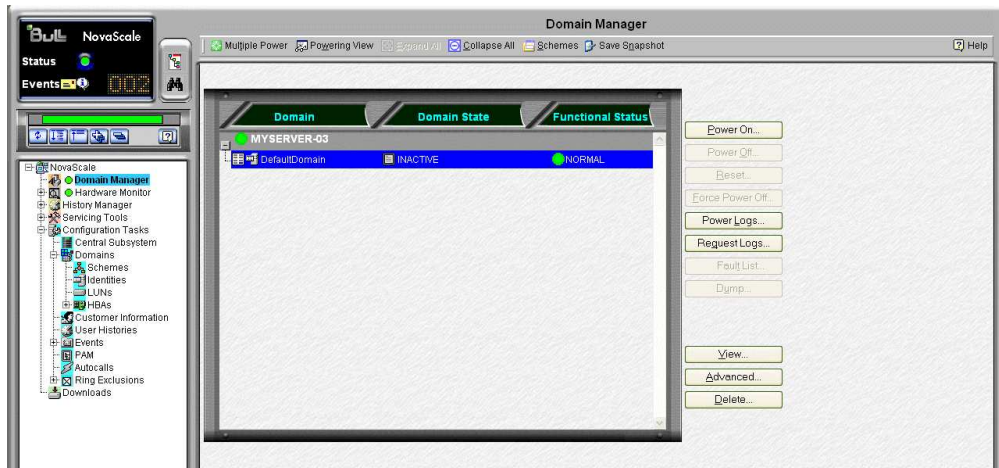 Bull NovaScale
Status
Events 002
Domain Manager
Multiple Power Powering View Expand All Collapse All Schemes Save Snapshot Help
NovaScale
Domain Manager
Hardware Monitor
History Manager
Servicing Tools
Configuration Tasks
Central Subsystem
Domains
Schemes
Identities
LUNs
HBAs
Customer Information
User Histories
Events
PAM
Autocalls
Ring Exclusions
Downloads
Domain Domain State Functional Status
MYSERVER-03
DefaultDomain INACTIVE NORMAL
Power On...
Power Off...
Reset...
Force Power Off...
Power Logs...
Request Logs...
Fault List...
Dump...
View...
Advanced...
Delete...